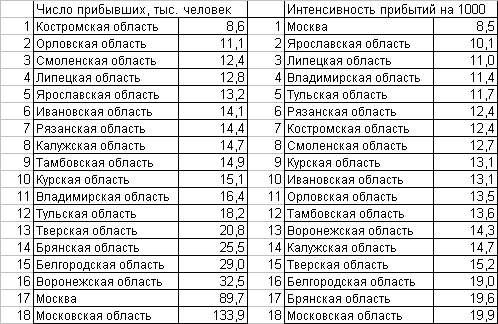 Число прибывших, тыс. человек Интенсивность прибытий на 1000
1 Костромская область 8,6 1 Москва 8,5
2 Орловская область 11,1 2 Ярославская область 10,1
3 Смоленская область 12,4 3 Липецкая область 11,0
4 Липецкая область 12,8 4 Владимирская область 11,4
5 Ярославская область 13,2 5 Тульская область 11,7
6 Ивановская область 14,1 6 Рязанская область 12,4
7 Рязанская область 14,4 7 Костромская область 12,4
8 Калужская область 14,7 8 Смоленская область 12,7
9 Тамбовская область 14,9 9 Курская область 13,1
10 Курская область 15,1 10 Ивановская область 13,1
11 Владимирская область 16,4 11 Орловская область 13,5
12 Тульская область 18,2 12 Тамбовская область 13,6
13 Тверская область 20,8 13 Воронежская область 14,3
14 Брянская область 25,5 14 Калужская область 14,7
15 Белгородская область 29,0 15 Тверская область 15,2
16 Воронежская область 32,5 16 Белгородская область 19,0
17 Москва 89,7 17 Брянская область 19,6
18 Московская область 133,9 18 Московская область 19,9